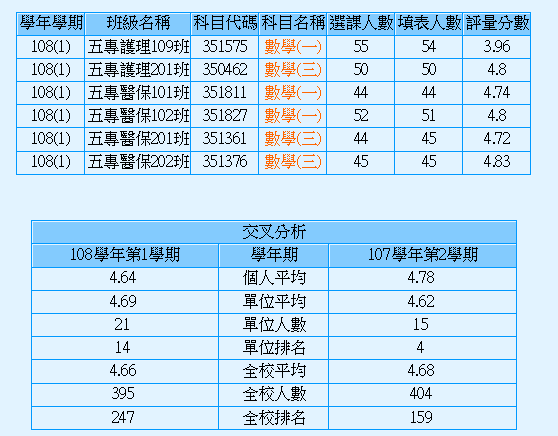 學年學期 班級名稱 科目代碼 科目名稱 選課人數 填表人數 評量分數
108(1) 五專護理109班 351575 數學(一) 55 54 3.96
108(1) 五專護理201班 350462 數學(三) 50 50 4.8
108(1) 五專醫保101班 351811 數學(一) 44 44 4.74
108(1) 五專醫保102班 351827 數學(一) 52 51 4.8
108(1) 五專醫保201班 351361 數學(三) 44 45 4.72
108(1) 五專醫保202班 351376 數學(三) 45 45 4.83
交叉分析
108學年第1學期 學年期 107學年第2學期
4.64 個人平均 4.78
4.69 單位平均 4.62
21 單位人數 15
14 單位排名 4
4.66 全校平均 4.68
395 全校人數 404
247 全校排名 159